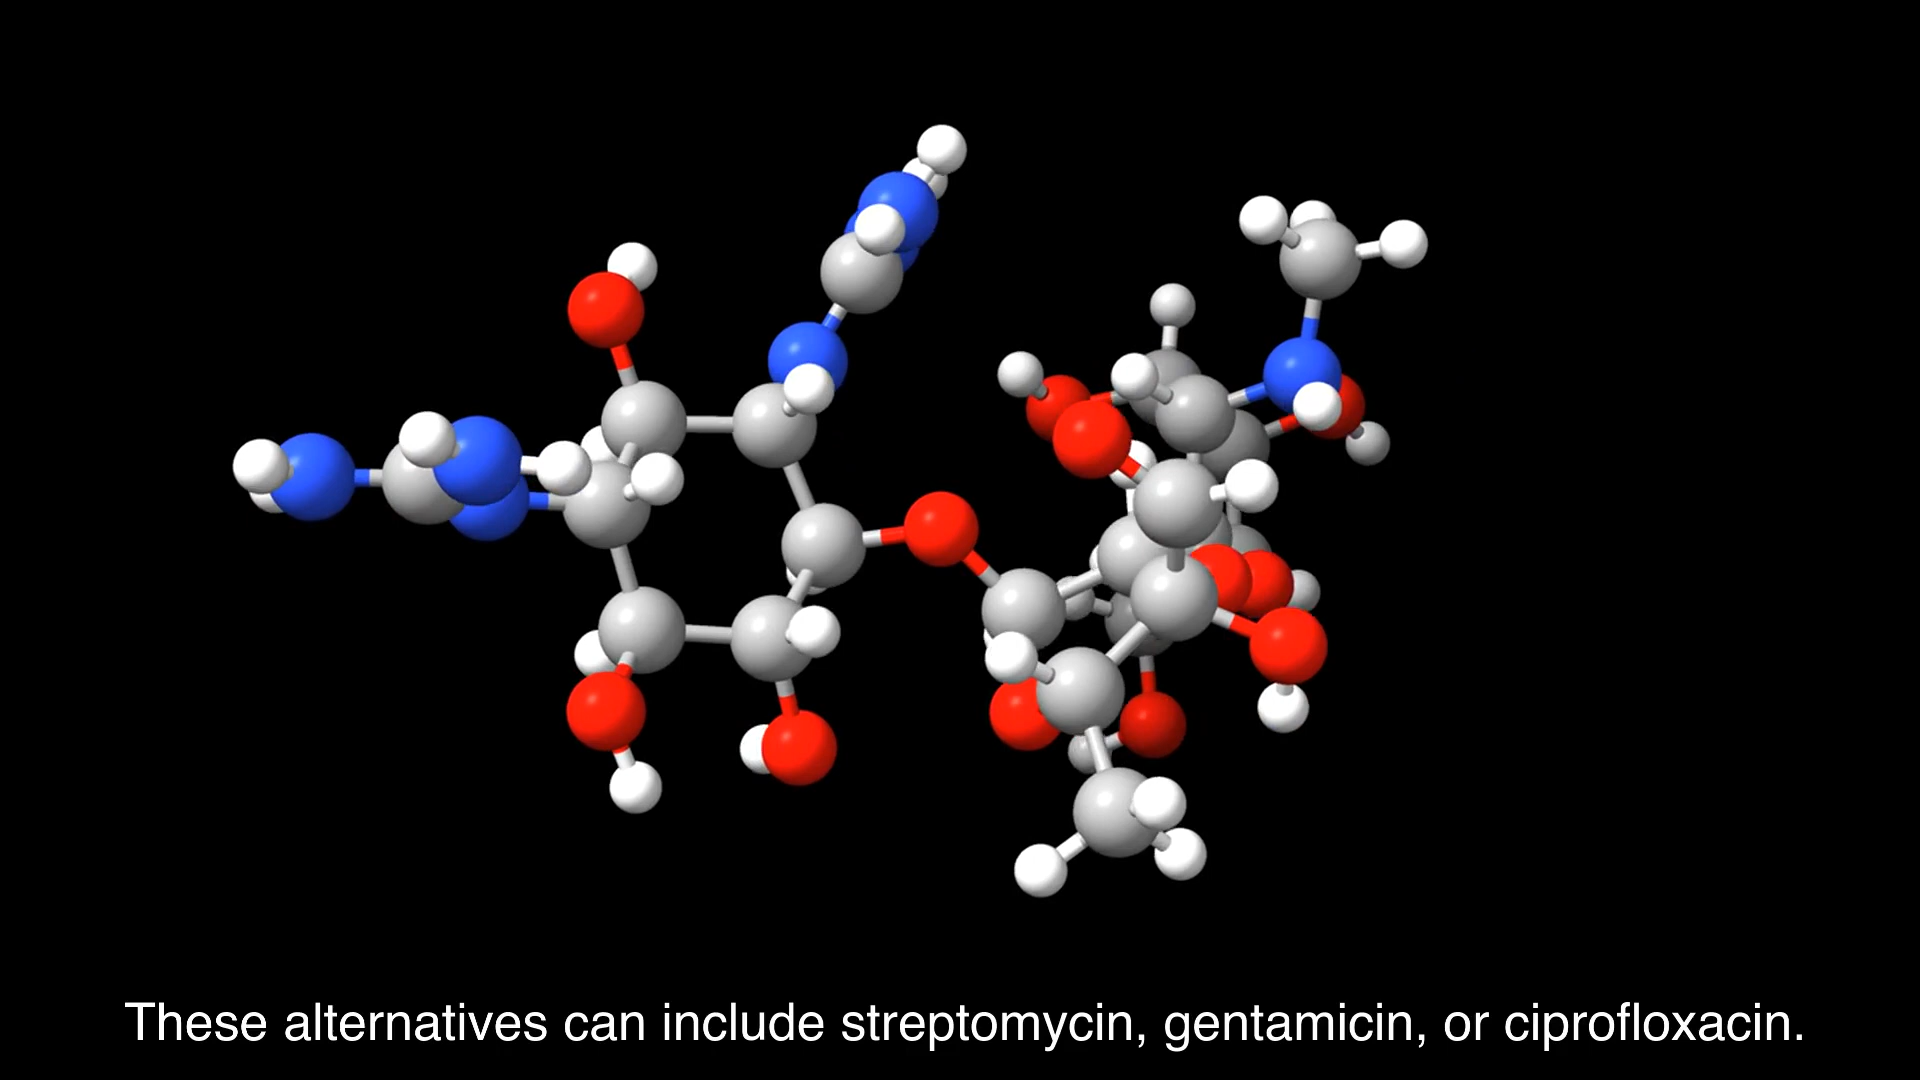 These alternatives can include streptomycin, gentamicin, or ciprofloxacin.